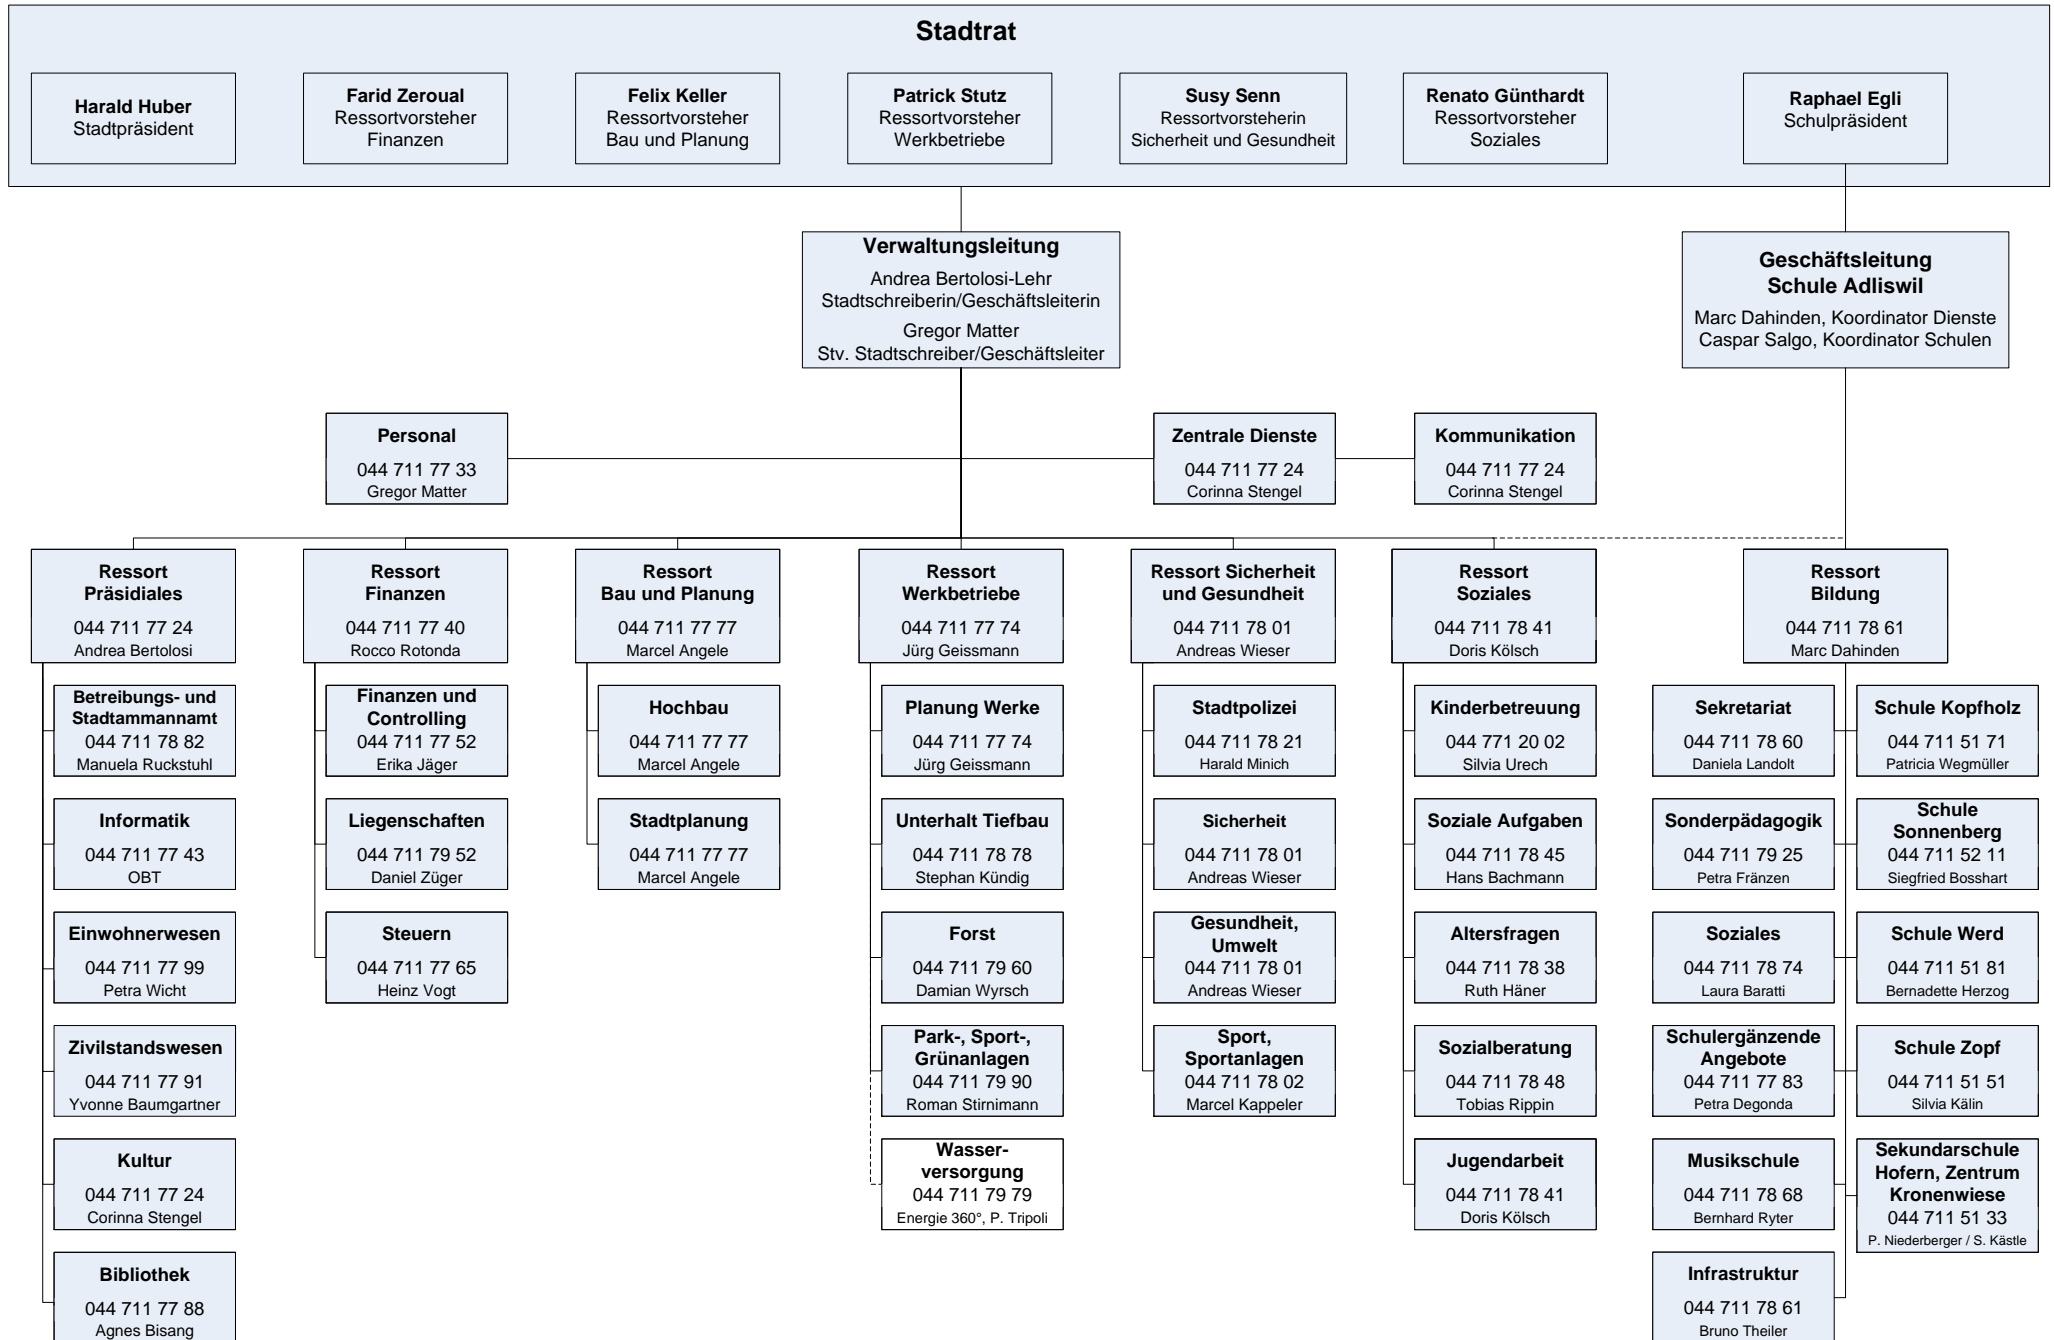 Stadtrat
Harald Huber
Stadtpräsident
Farid Zeroual
Ressortvorsteher
Finanzen
Felix Keller
Ressortvorsteher
Bau und Planung
Patrick Stutz
Ressortvorsteher
Werkbetriebe
Susy Senn
Ressortvorsteherin
Sicherheit und Gesundheit
Renato Günthardt
Ressortvorsteher
Soziales
Raphael Egli
Schulpräsident
Verwaltungsleitung
Andrea Bertolosi-Lehr
Stadtschreiberin/Geschäftsleiterin
Gregor Matter
Stv. Stadtschreiber/Geschäftsleiter
Geschäftsleitung
Schule Adliswil
Marc Dahinden, Koordinator Dienste
Caspar Salgo, Koordinator Schulen
Personal
044 711 77 33
Gregor Matter
Zentrale Dienste
044 711 77 24
Corinna Stengel
Kommunikation
044 711 77 24
Corinna Stengel
Ressort
Präsidiales
044 711 77 24
Andrea Bertolosi
Betreibungs- und
Stadtammannamt
044 711 78 82
Manuela Ruckstuhl
Informatik
044 711 77 43
OBT
Einwohnerwesen
044 711 77 99
Petra Wicht
Zivilstandswesen
044 711 77 91
Yvonne Baumgartner
Kultur
044 711 77 24
Corinna Stengel
Bibliothek
044 711 77 88
Agnes Bisang
Ressort
Finanzen
044 711 77 40
Rocco Rotonda
Finanzen und
Controlling
044 711 77 52
Erika Jäger
Liegenschaften
044 711 79 52
Daniel Züger
Steuern
044 711 77 65
Heinz Vogt
Ressort
Bau und Planung
044 711 77 77
Marcel Angele
Hochbau
044 711 77 77
Marcel Angele
Stadtplanung
044 711 77 77
Marcel Angele
Ressort
Werkbetriebe
044 711 77 74
Jürg Geissmann
Planung Werke
044 711 77 74
Jürg Geissmann
Unterhalt Tiefbau
044 711 78 78
Stephan Kündig
Forst
044 711 79 60
Damian Wyrsch
Park-, Sport-,
Grünanlagen
044 711 79 90
Roman Stirnimann
Wasser-
versorgung
044 711 79 79
Energie 360°, P. Tripoli
Ressort Sicherheit
und Gesundheit
044 711 78 01
Andreas Wieser
Stadtpolizei
044 711 78 21
Harald Minich
Sicherheit
044 711 78 01
Andreas Wieser
Gesundheit,
Umwelt
044 711 78 01
Andreas Wieser
Sport,
Sportanlagen
044 711 78 02
Marcel Kappeler
Ressort
Soziales
044 711 78 41
Doris Kölsch
Kinderbetreuung
044 771 20 02
Silvia Urech
Soziale Aufgaben
044 711 78 45
Hans Bachmann
Altersfragen
044 711 78 38
Ruth Häner
Sozialberatung
044 711 78 48
Tobias Rippin
Jugendarbeit
044 711 78 41
Doris Kölsch
Ressort
Bildung
044 711 78 61
Marc Dahinden
Sekretariat
044 711 78 60
Daniela Landolt
Sonderpädagogik
044 711 79 25
Petra Fränzen
Soziales
044 711 78 74
Laura Baratti
Schulergänzende
Angebote
044 711 77 83
Petra Degonda
Musikschule
044 711 78 68
Bernhard Ryter
Infrastruktur
044 711 78 61
Bruno Theiler
Schule Kopfholz
044 711 51 71
Patricia Wegmüller
Schule
Sonnenberg
044 711 52 11
Siegfried Bosshart
Schule Werd
044 711 51 81
Bernadette Herzog
Schule Zopf
044 711 51 51
Silvia Kälin
Sekundarschule
Hofern, Zentrum
Kronenwiese
044 711 51 33
P. Niederberger / S. Kästle